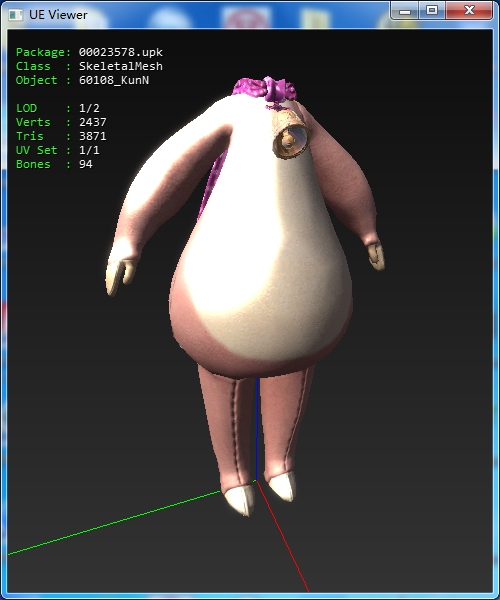 UE Viewer
Package: 00023578.upk
Class  : SkeletalMesh
Object : 60108_KunN
LOD    : 1/2
Verts  : 2437
Tris   : 3871
UV Set : 1/1
Bones  : 94